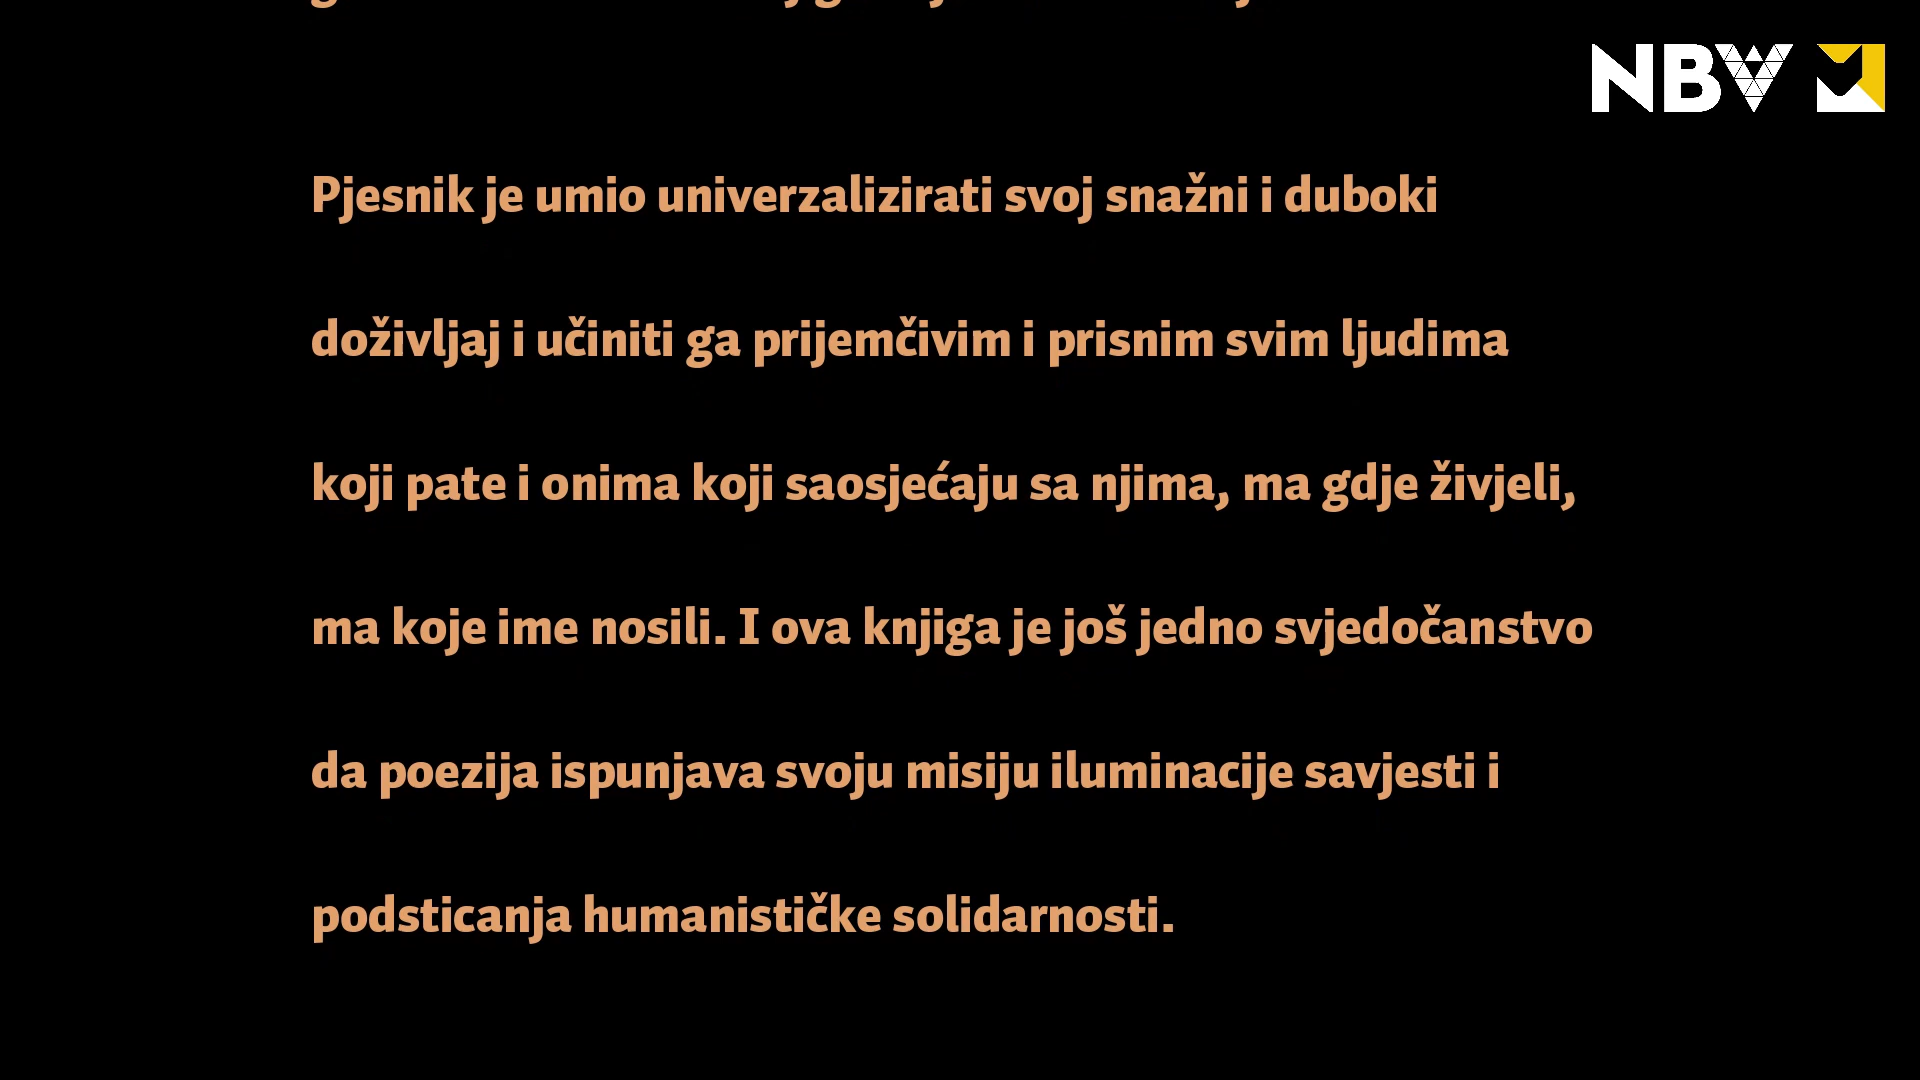 NBV
Pjesnik je umio univerzalizirati svoj snažni i duboki
doživljaj i učiniti ga prijemčivim i prisnim svim ljudima
koji pate i onima koji saosjećaju sa njima, ma gdje živjeli,
ma koje ime nosili. I ova knjiga je još jedno svjedočanstvo
da poezija ispunjava svoju misiju iluminacije savjesti i
podsticanja humanističke solidarnosti.